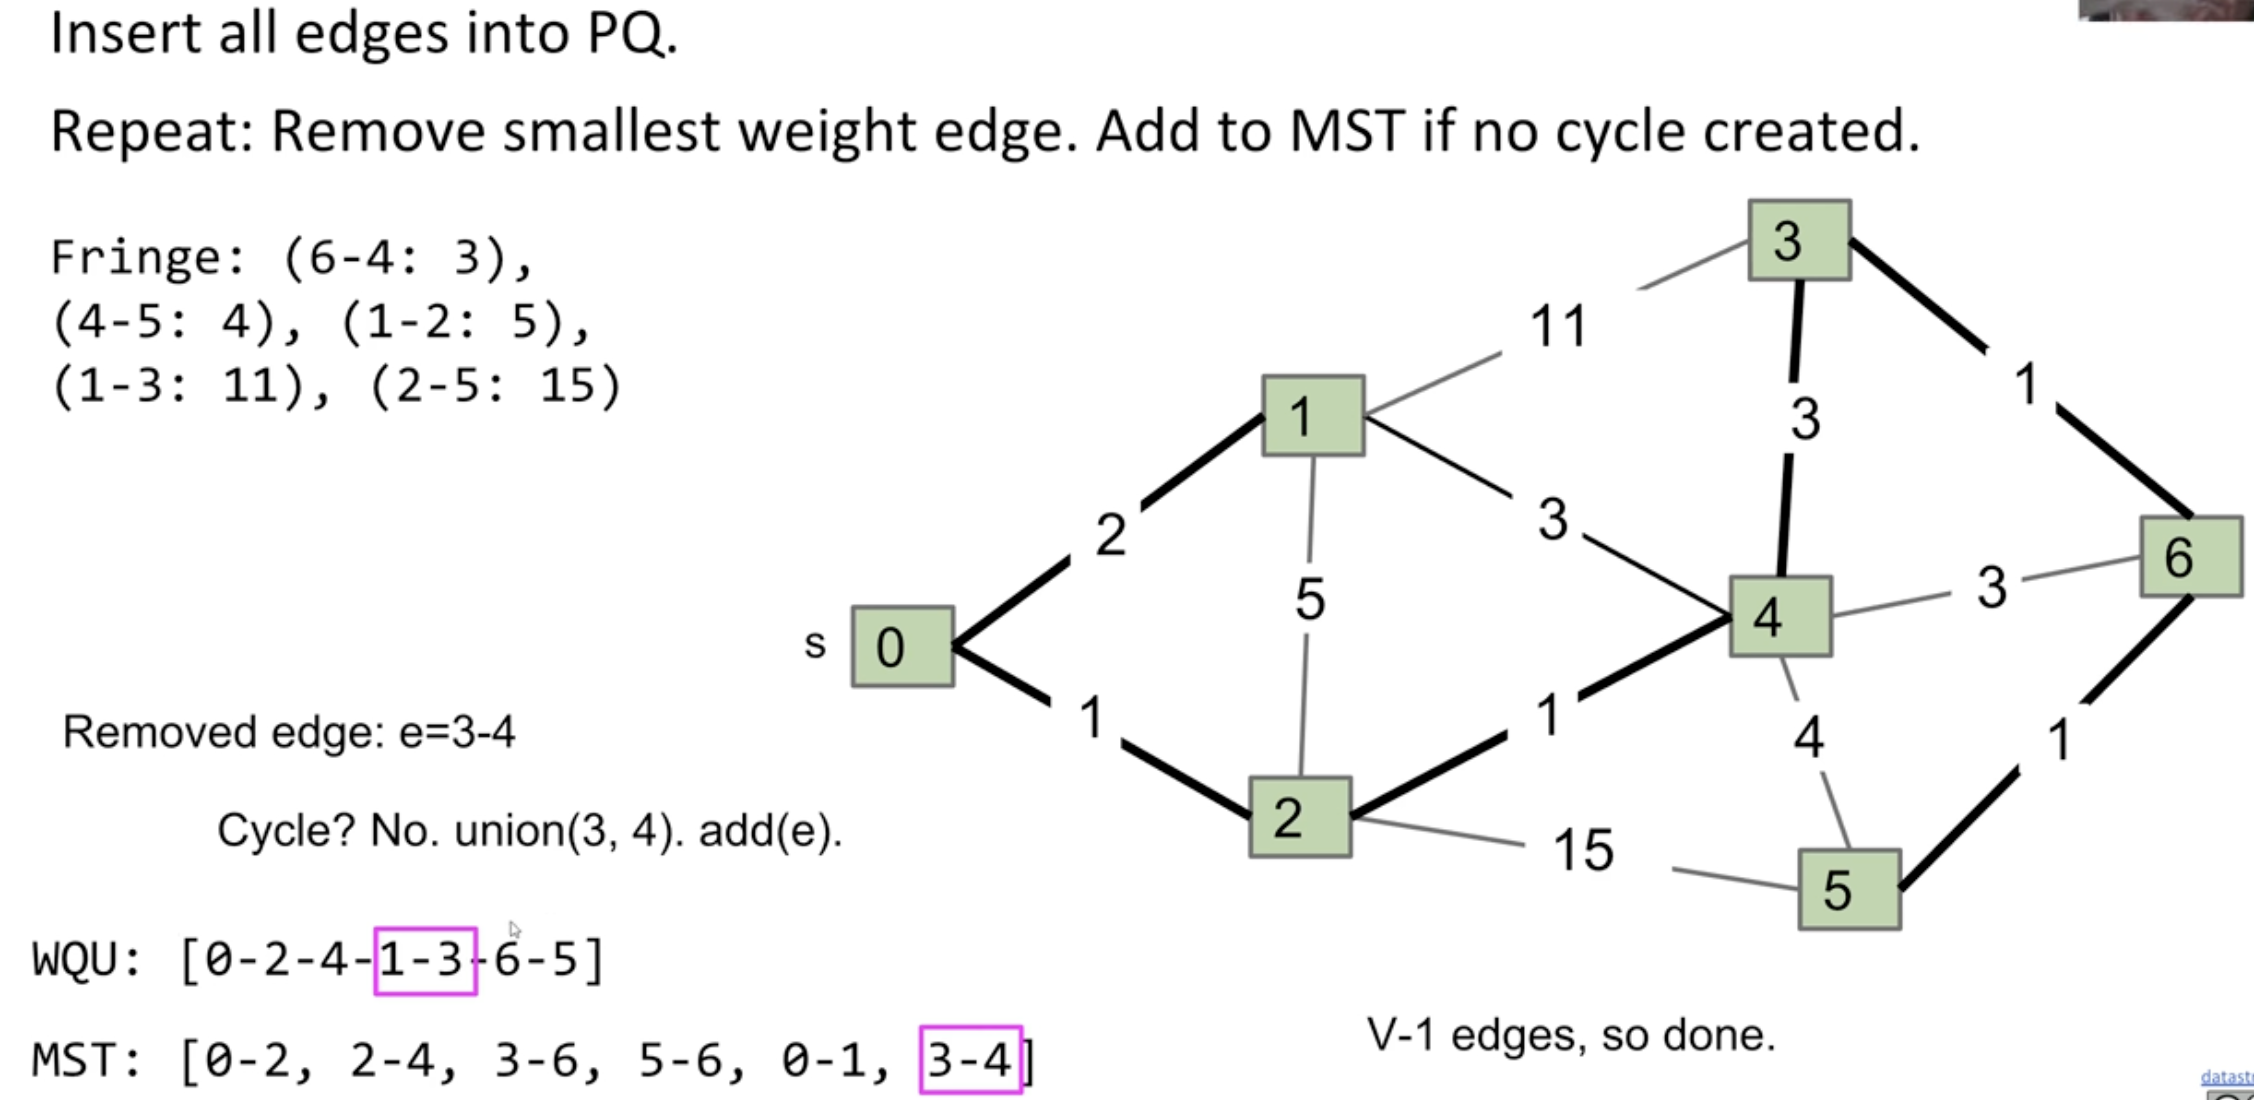 Insert all edges into PQ.
Repeat: Remove smallest weight edge. Add to MST if no cycle created.
Fringe: (6-4: 3),
(4-5: 4), (1-2: 5),
(1-3: 11), (2-5: 15)
3
11
1
1
3
2
3
5
6
3
s
0
4
1
1
4
1
2
15
5
Removed edge: e=3-4
Cycle? No. union(3, 4). add(e).
WQU: [0-2-4-1-3-6-5]
MST: [0-2, 2-4, 3-6, 5-6, 0-1, 3-4]
V-1 edges, so done.